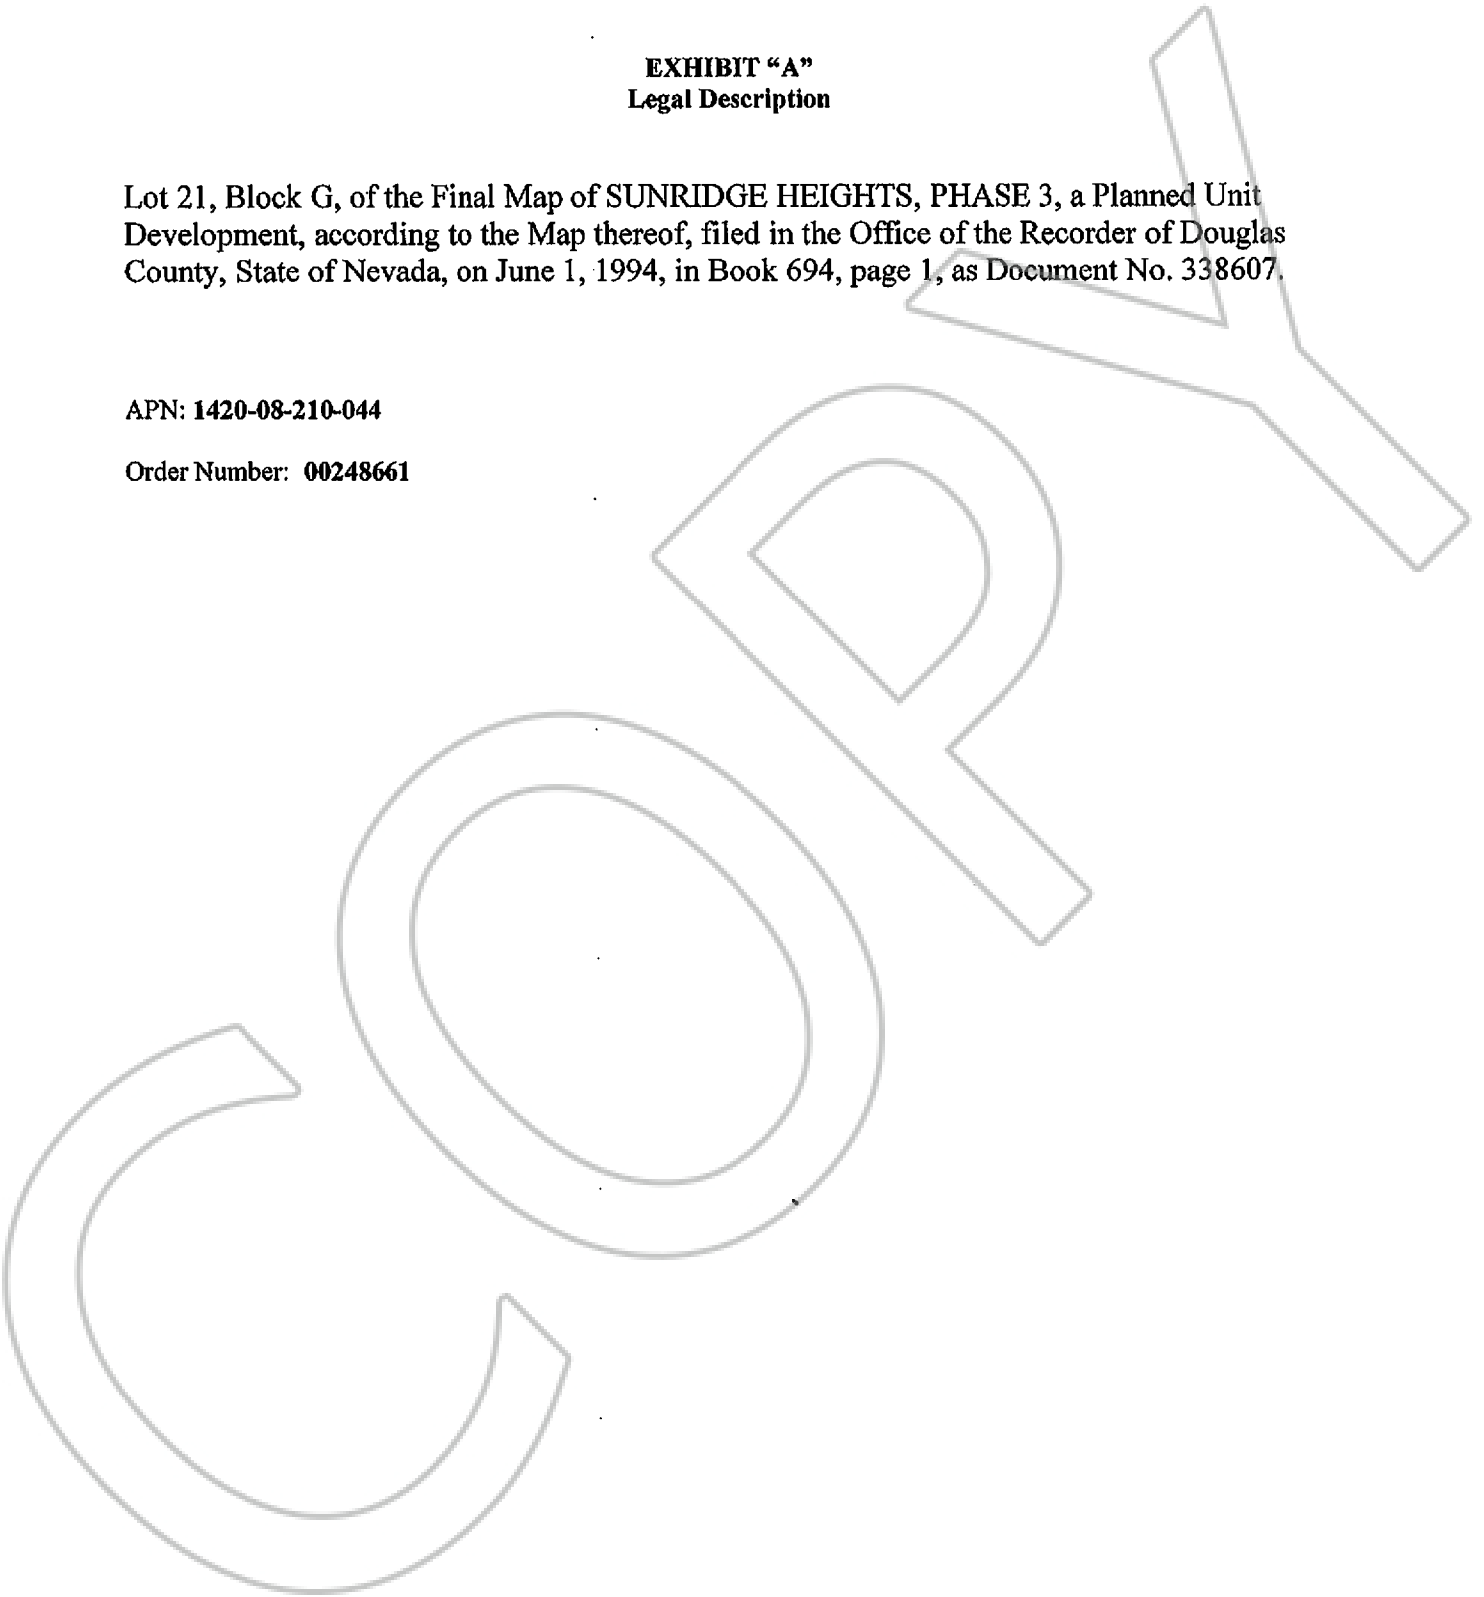 EXHIBIT “A”
Legal Description
Lot 21, Block G, of the Final Map of SUNRIDGE HEIGHTS, PHASE 3, a Planned Unit
Development, according to the Map thereof, filed in the Office of the Recorder of Douglas
County, State of Nevada, on June 1, 1994, in Book 694, page 1, as Document No. 338607.
APN: 1420-08-210-044
Order Number: 00248661
COPY